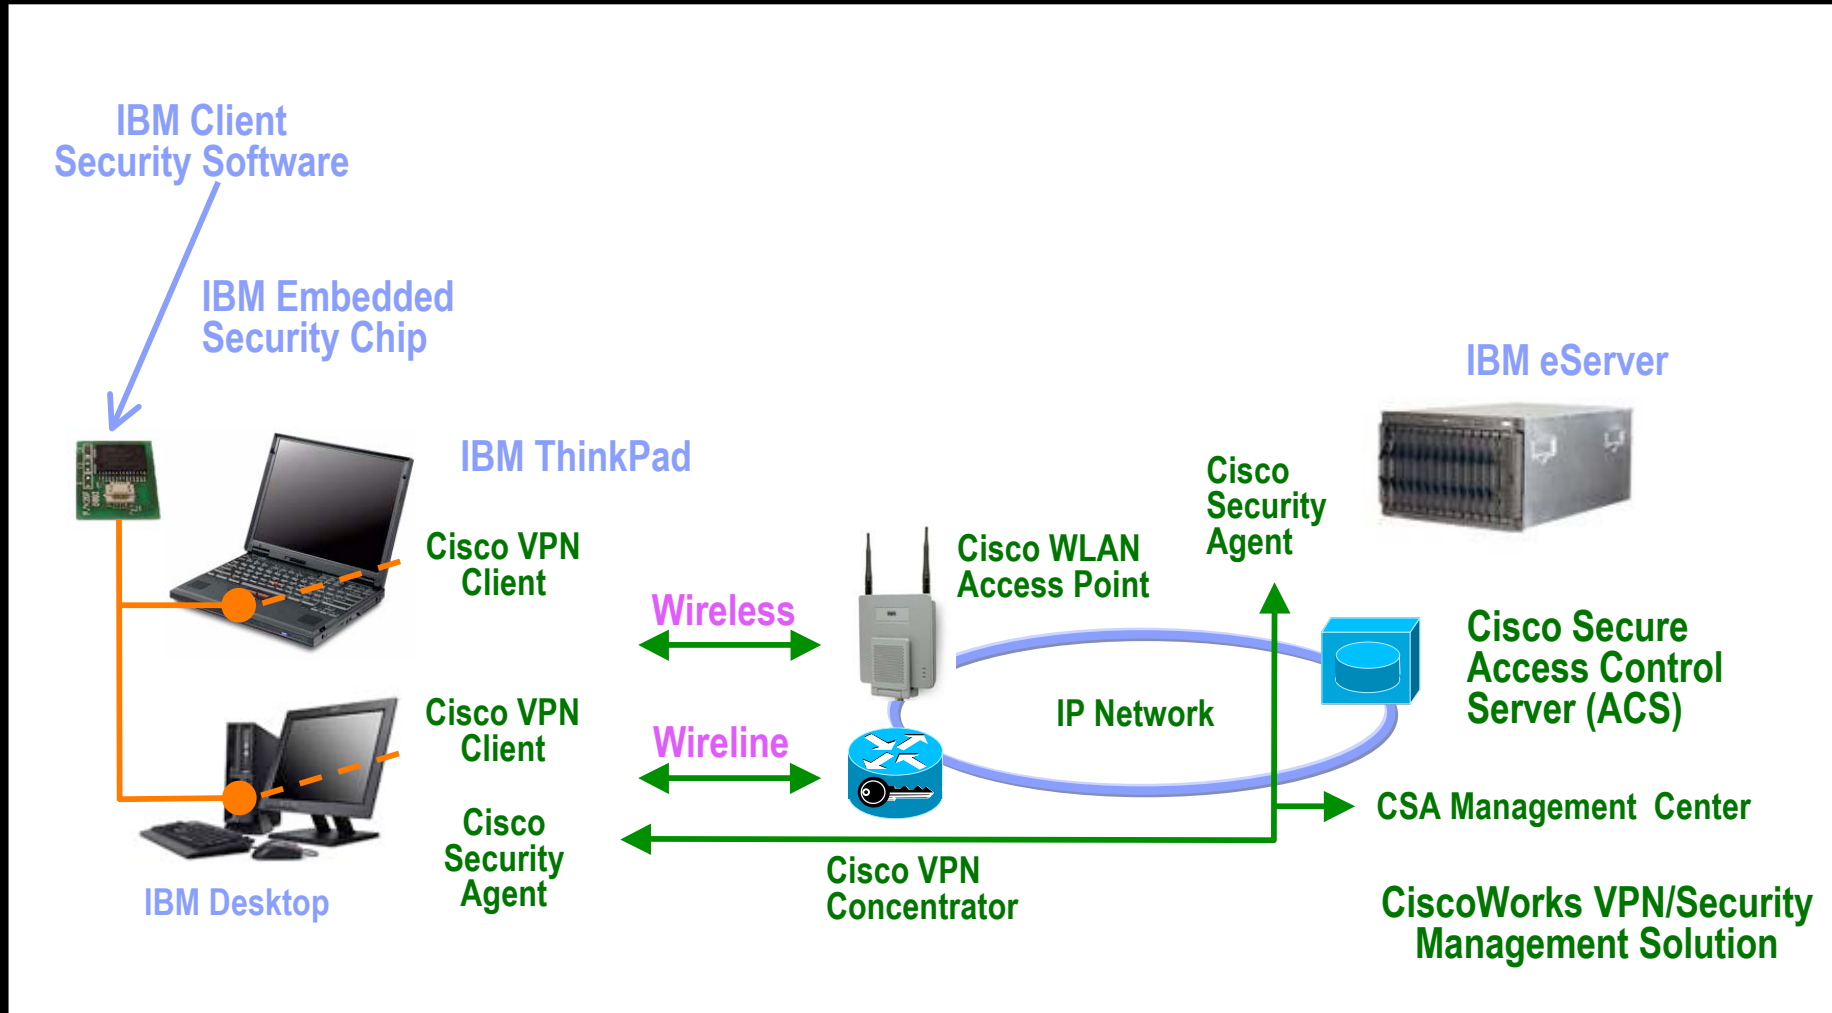 IBM Client
Security Software
IBM Embedded
Security Chip
IBM eServer
IBM ThinkPad
Cisco
Security
Agent
Cisco VPN
Client
Cisco WLAN
Access Point
Wireless
Cisco Secure
Access Control
Server (ACS)
Cisco VPN
Client
IP Network
Wireline
CSA Management  Center
Cisco
Security
Agent
Cisco VPN
Concentrator
IBM Desktop
CiscoWorks VPN/Security
Management Solution